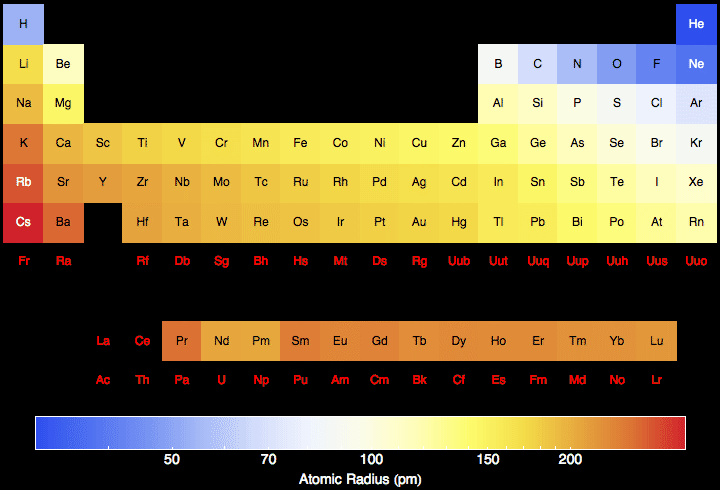 H He
Li Be B C N O F Ne
Na Mg Al Si P S Cl Ar
K Ca Sc Ti V Cr Mn Fe Co Ni Cu Zn Ga Ge As Se Br Kr
Rb Sr Y Zr Nb Mo Tc Ru Rh Pd Ag Cd In Sn Sb Te I Xe
Cs Ba Hf Ta W Re Os Ir Pt Au Hg Tl Pb Bi Po At Rn
Fr Ra Rf Db Sg Bh Hs Mt Ds Rg Uub Uut Uuq Uup Uuh Uus Uuo
La Ce Pr Nd Pm Sm Eu Gd Tb Dy Ho Er Tm Yb Lu
Ac Th Pa U Np Pu Am Cm Bk Cf Es Fm Md No Lr
50 70 100 150 200
Atomic Radius (pm)